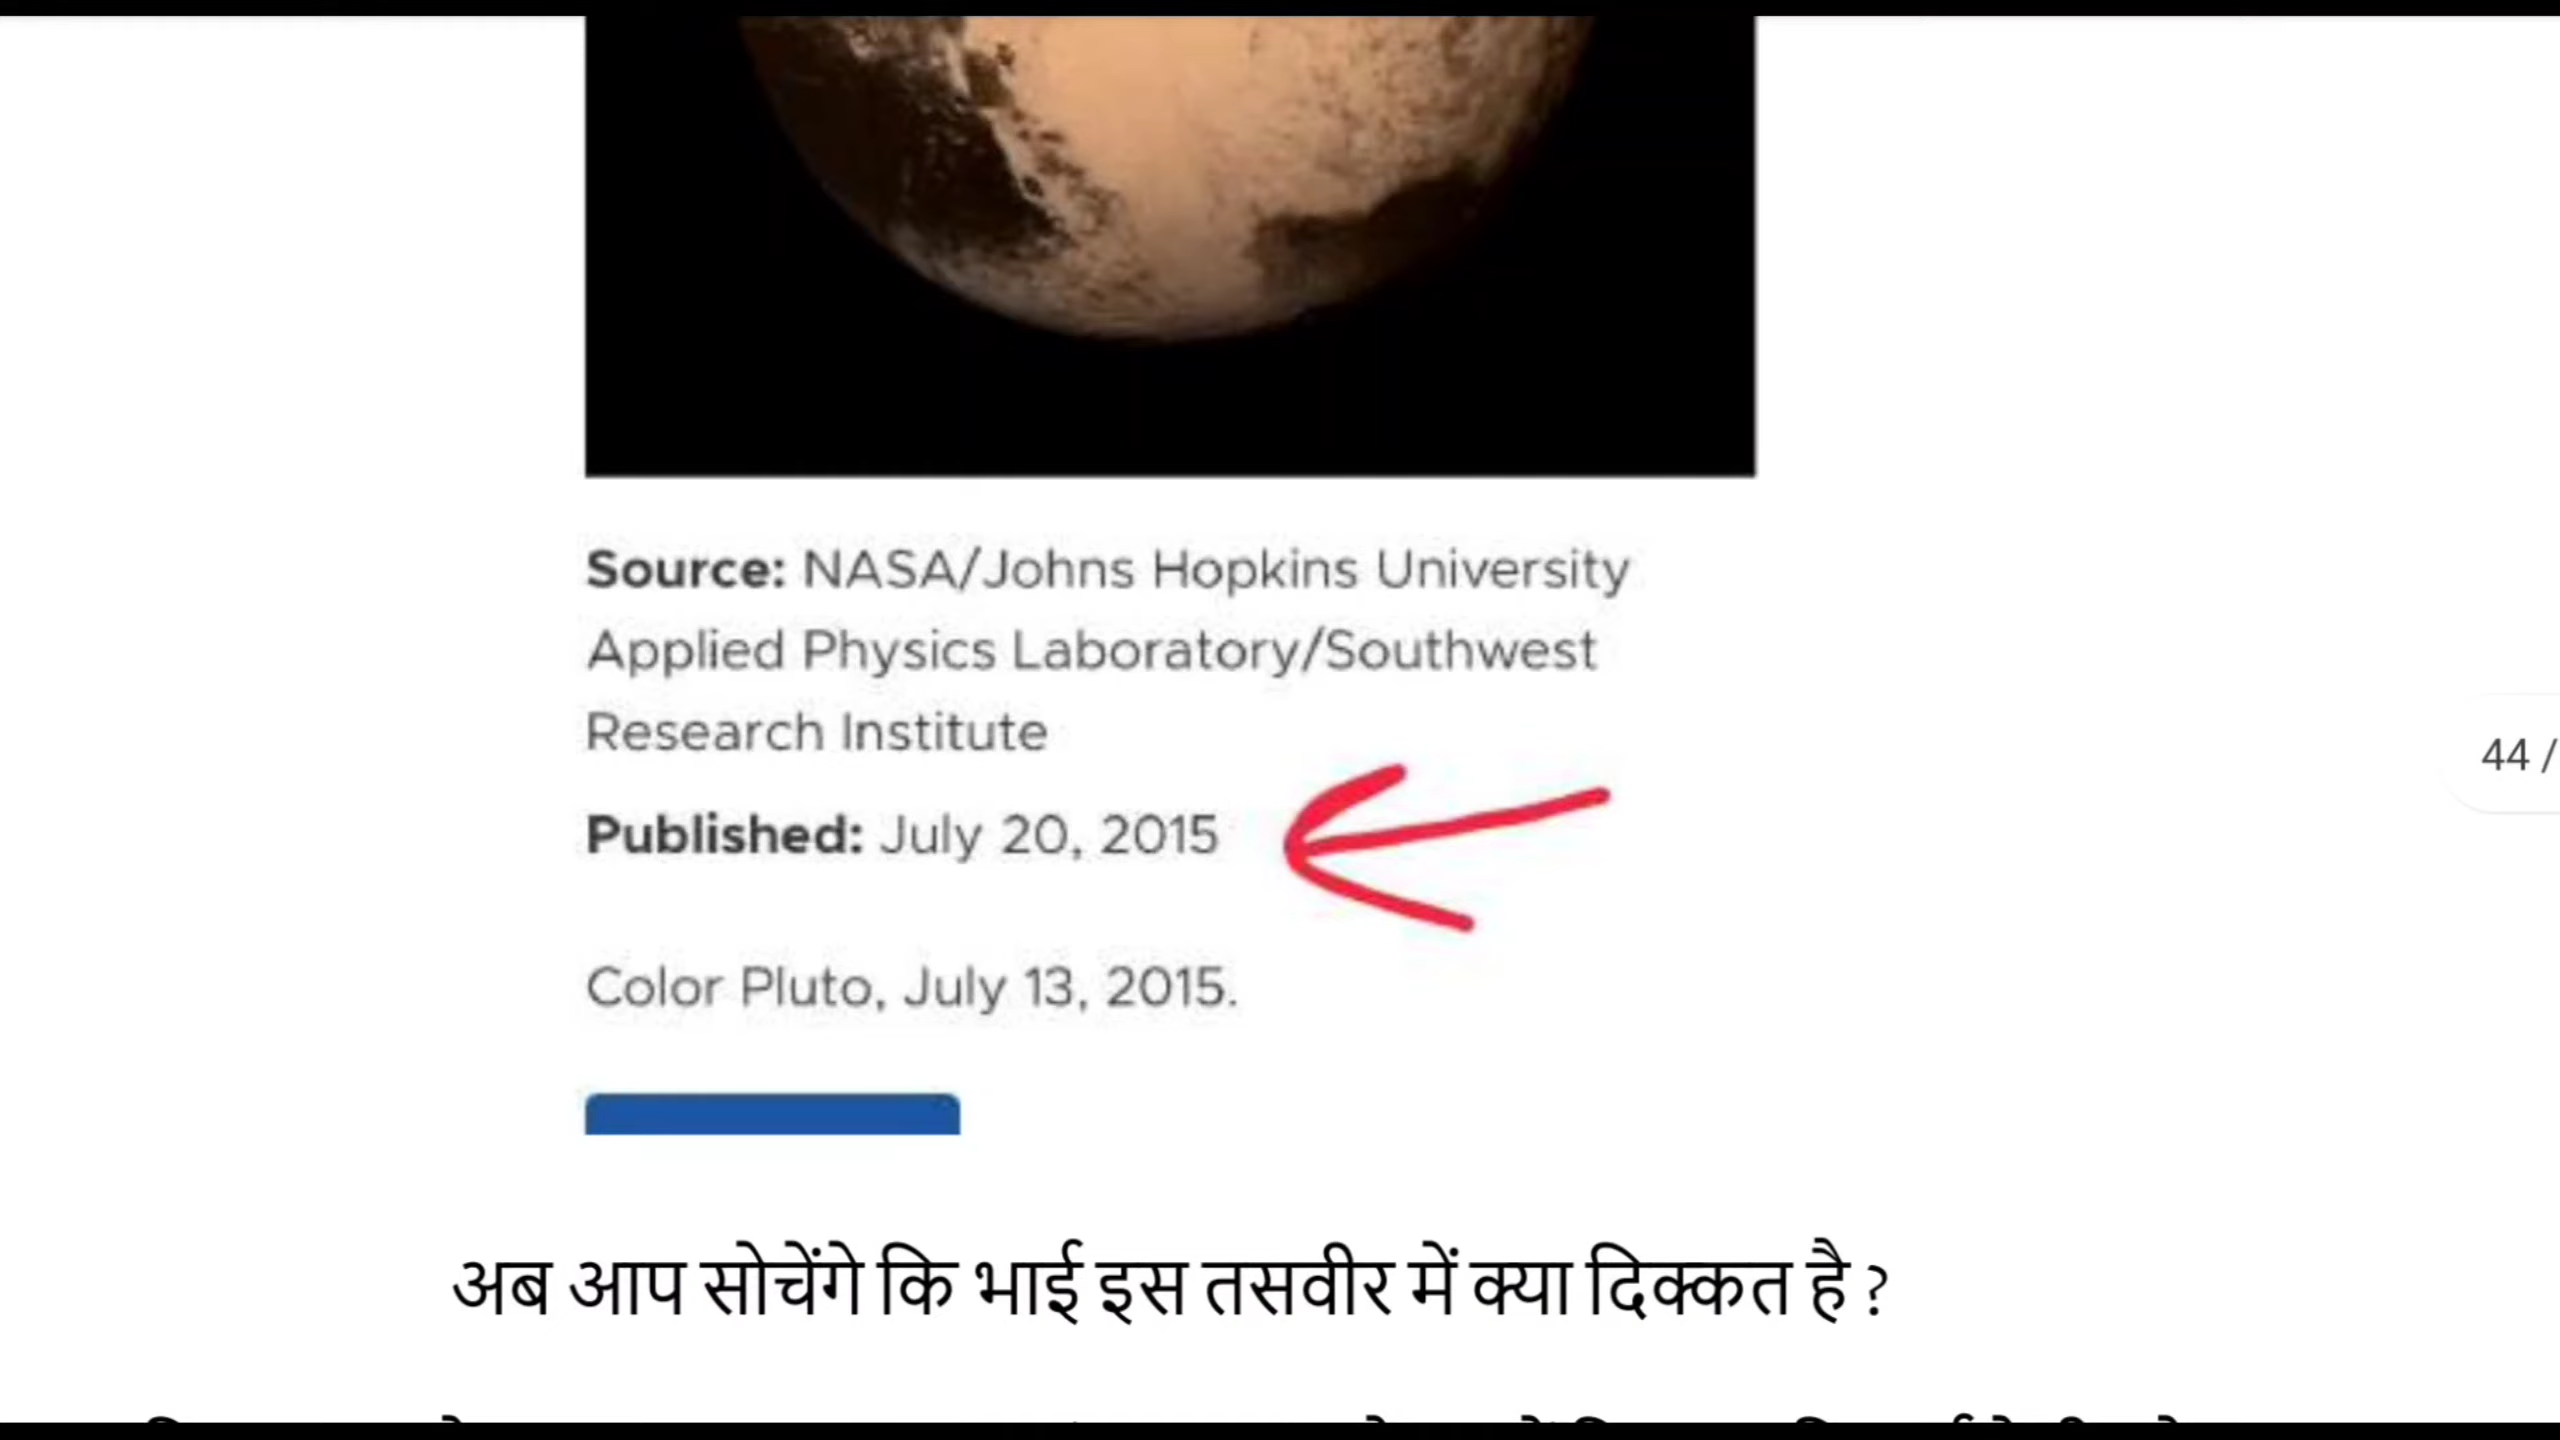 Source: NASA/Johns Hopkins University
Applied Physics Laboratory/Southwest
Research Institute
44 /
Published: July 20, 2015
Color Pluto, July 13, 2015.
अब आप सोचेंगे कि भाई इस तसवीर में क्या दिक्कत है ?